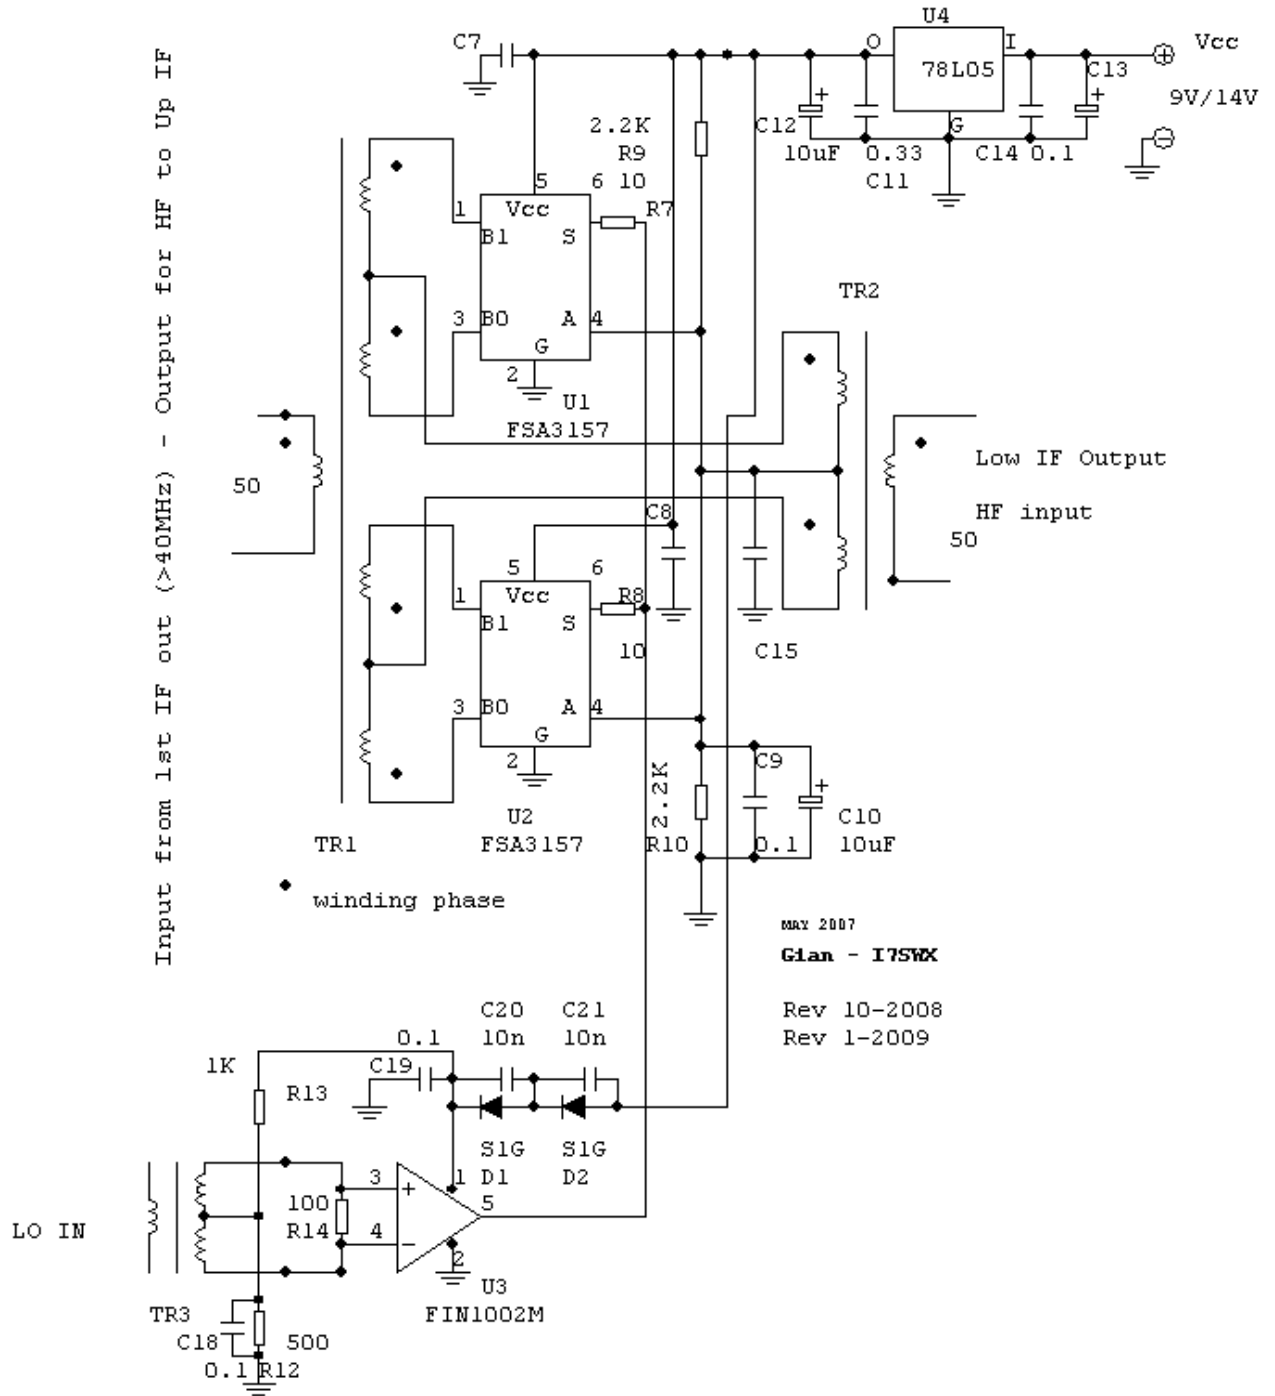 Input from 1st IF out (>40MHz) - Output for HF to Up IF
U4
C7
O
I
Vcc
78L05
C13
9V/14V
2.2K
C12
G
R9
10uF
0.33
C14
0.1
10
C11
5
6
1
Vcc
R7
B1
S
TR2
3
B0
A
4
G
2
U1
FSA3157
Low IF Output
50
C8
HF input
50
5
6
1
Vcc
R8
B1
S
10
C15
3
B0
A
4
G
2
C9
2.2K
U2
C10
TR1
FSA3157
R10
0.1
10uF
winding phase
MAY 2007
Gian - I7SWX
Rev 10-2008
Rev 1-2009
C20
C21
0.1
10n
10n
1K
C19
R13
S1G
S1G
3
1
D1
D2
100
+
5
LO IN
R14
4
-
2
U3
TR3
FIN1002M
C18
500
0.1
R12